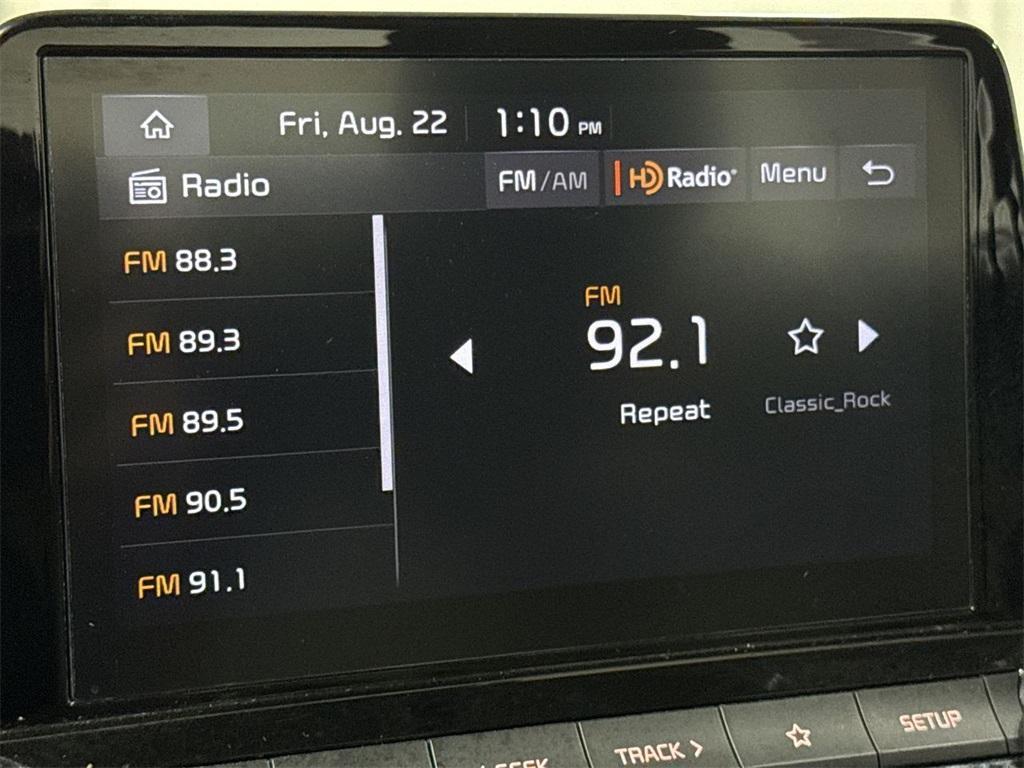 Fri, Aug. 22 1:10 PM
Radio FM/AM HD Radio® Menu
FM 88.3
FM 89.3
FM 89.5
FM 90.5
FM 91.1
FM
92.1
Repeat Classic_Rock
TRACK >
SETUP